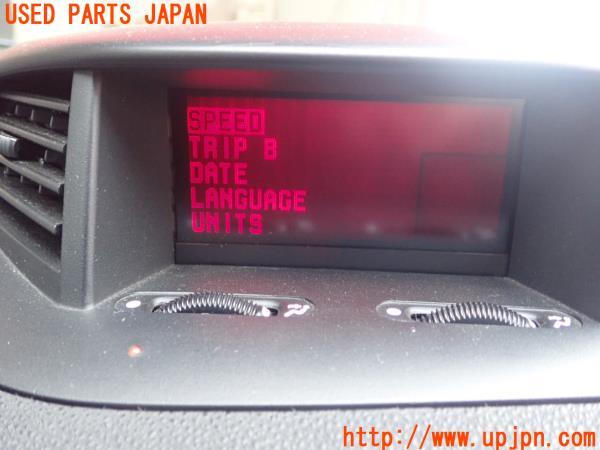 USED PARTS JAPAN
SPEED
TRIP B
DATE
LANGUAGE
UNITS
http://www.upjpn.com